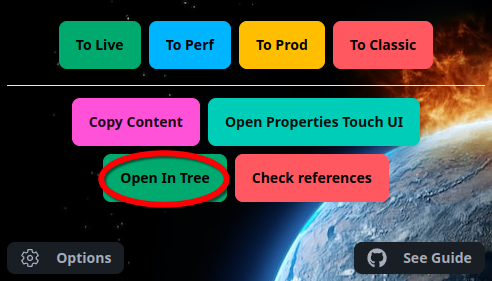 To Live To Perf To Prod To Classic
Copy Content Open Properties Touch UI
Open In Tree Check references
Options See Guide